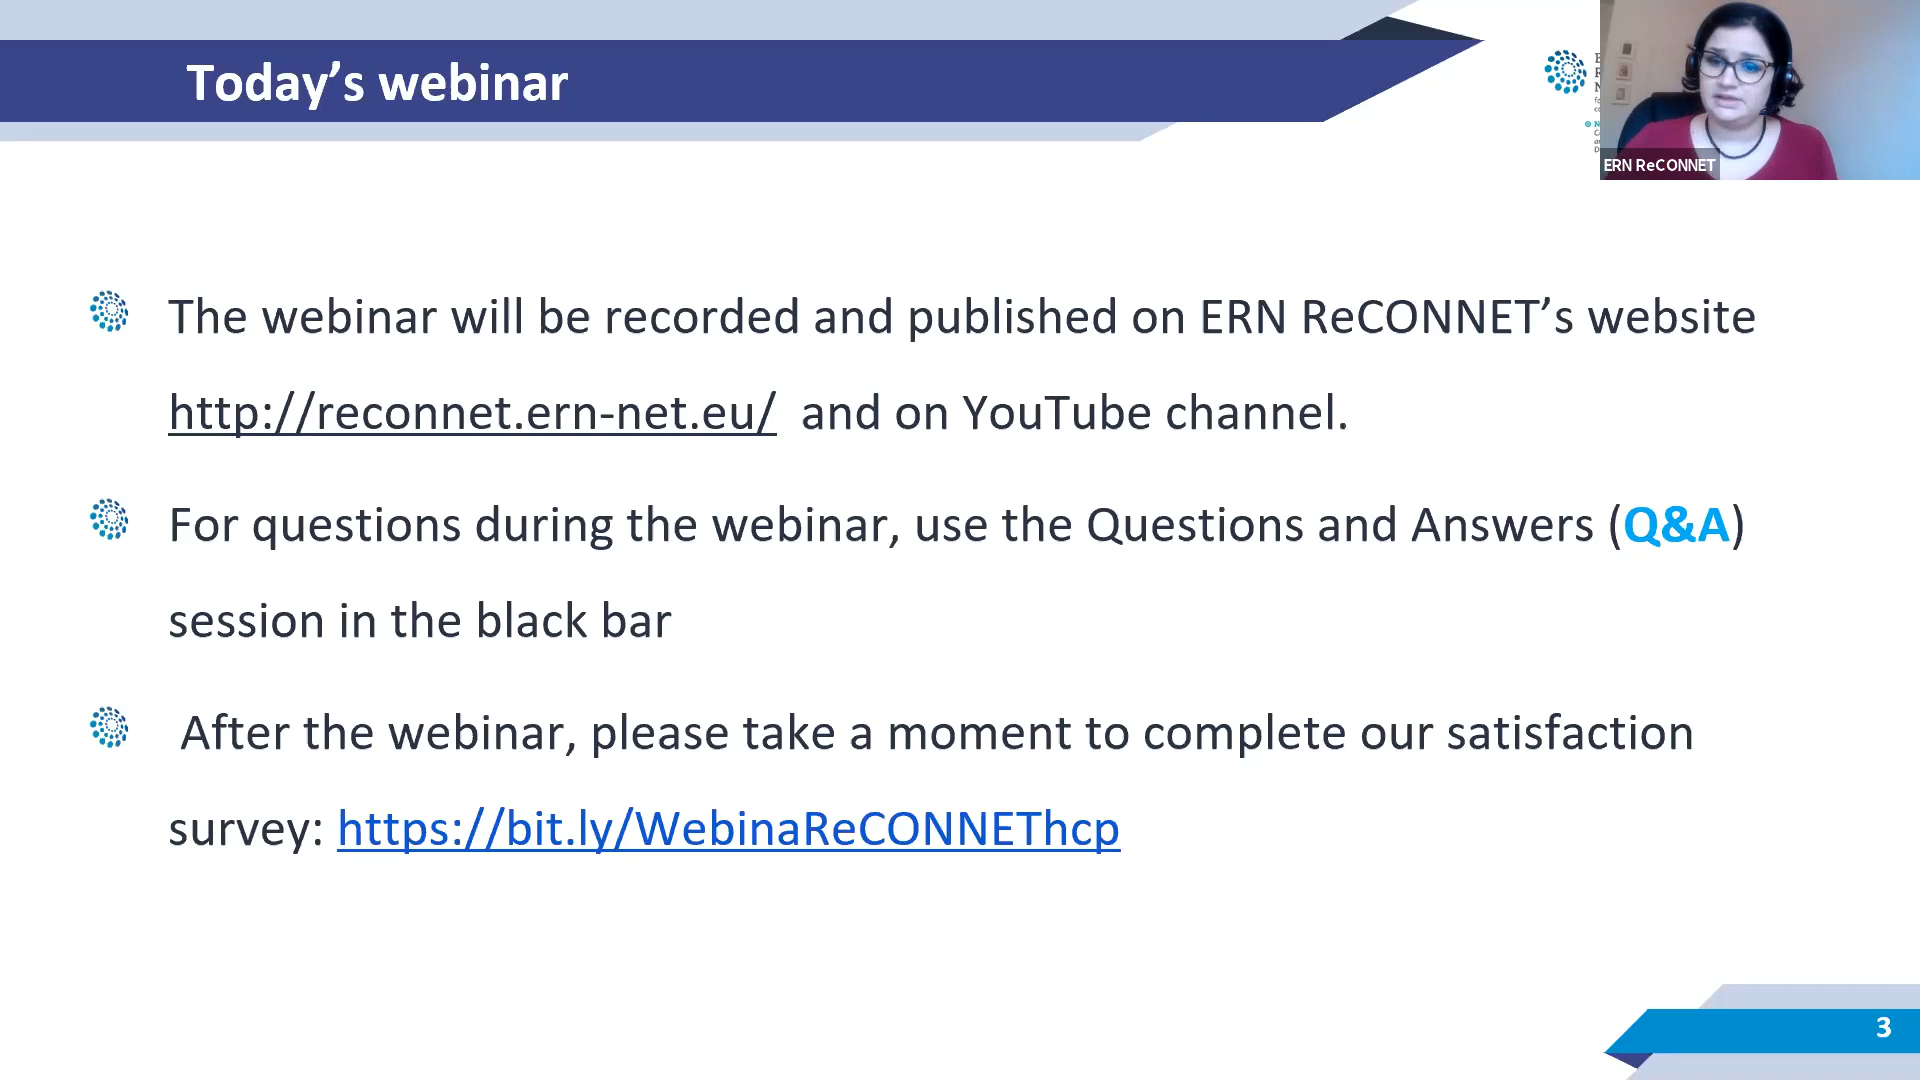 Today’s webinar
ERN ReCONNET
The webinar will be recorded and published on ERN ReCONNET’s website
http://reconnet.ern-net.eu/ and on YouTube channel.
For questions during the webinar, use the Questions and Answers (Q&A)
session in the black bar
After the webinar, please take a moment to complete our satisfaction
survey: https://bit.ly/WebinaReCONNEThcp
3